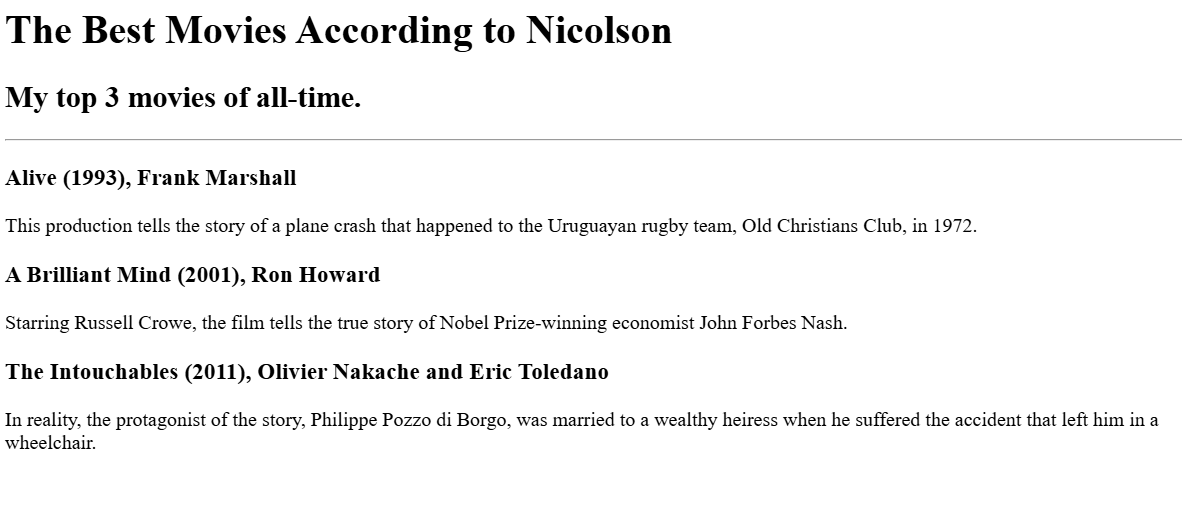 The Best Movies According to Nicolson
My top 3 movies of all-time.
Alive (1993), Frank Marshall
This production tells the story of a plane crash that happened to the Uruguayan rugby team, Old Christians Club, in 1972.
A Brilliant Mind (2001), Ron Howard
Starring Russell Crowe, the film tells the true story of Nobel Prize-winning economist John Forbes Nash.
The Intouchables (2011), Olivier Nakache and Eric Toledano
In reality, the protagonist of the story, Philippe Pozzo di Borgo, was married to a wealthy heiress when he suffered the accident that left him in a
wheelchair.